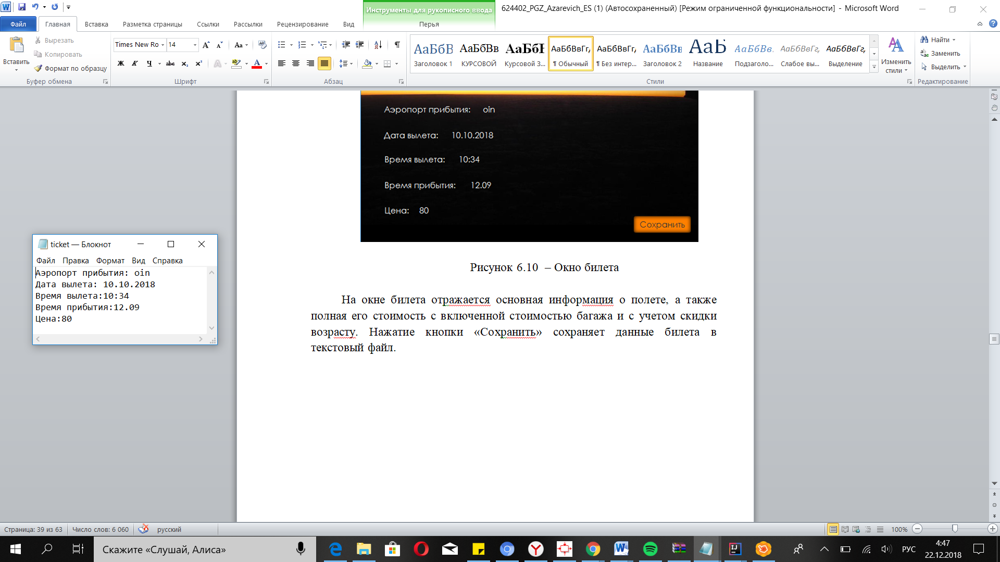 Инструменты для рукописного ввода
624402_PGZ_Azarevich_ES (1) (Автосохраненный) [Режим ограниченной функциональности] - Microsoft Word
Файл Главная Вставка Разметка страницы Ссылки Рассылки Рецензирование Вид Перья
Вставить
Вырезать
Копировать
Формат по образцу
Буфер обмена
Times New Ro 14
Ж К Ч abc x₂ x²
Шрифт
Абзац
АаБбВ АаБбВв АаБбІ АаБбВвГг, АаБбВвГг, АаБбВв АаБ АаБбВв. АаБбВвГг, АаБбВвГг,
Заголовок 1 КУРСОВОЙ Курсовой З... ¶ Обычный ¶ Без интер... Заголовок 2 Название Подзаголо... Слабое вы... Выделение
Стили
Изменить
стили
Найти
Заменить
Выделить
Редактирование
Аэропорт прибытия: oin
Дата вылета: 10.10.2018
Время вылета: 10:34
Время прибытия: 12.09
Цена: 80
Сохранить
ticket — Блокнот
Файл Правка Формат Вид Справка
Аэропорт прибытия: oin
Дата вылета: 10.10.2018
Время вылета:10:34
Время прибытия:12.09
Цена:80
Рисунок 6.10 – Окно билета
На окне билета отражается основная информация о полете, а также
полная его стоимость с включенной стоимостью багажа и с учетом скидки
возрасту. Нажатие кнопки «Сохранить» сохраняет данные билета в
текстовый файл.
Страница: 39 из 63 Число слов: 6 060 русский
100%
Скажите «Слушай, Алиса»
РУС
4:47
22.12.2018